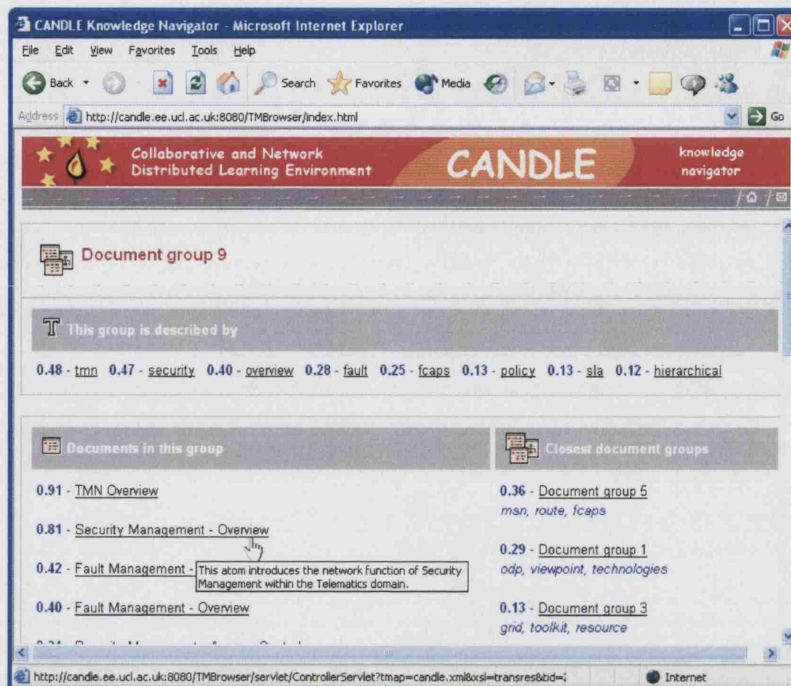 CANDLE Knowledge Navigator - Microsoft Internet Explorer
File Edit View Favorites Tools Help
Back Search Favorites Media
Address http://candle.ee.ucl.ac.uk:8080/TMBrowser/index.html Go
Collaborative and Network
Distributed Learning Environment
CANDLE
knowledge
navigator
Document group 9
This group is described by
0.48 - tmn 0.47 - security 0.40 - overview 0.28 - fault 0.25 - fcaps 0.13 - policy 0.13 - sla 0.12 - hierarchical
Documents in this group
0.91 - TMN Overview
0.81 - Security Management - Overview
0.42 - Fault Management -
This atom introduces the network function of Security
Management within the Telematics domain.
0.40 - Fault Management - Overview
Closest document groups
0.36 - Document group 5
msn, route, fcaps
0.29 - Document group 1
odp, viewpoint, technologies
0.13 - Document group 3
grid, toolkit, resource
http://candle.ee.ucl.ac.uk:8080/TMBrowser/servlet/ControllerServlet?tmap=candle.xml&xsl=transres&tid=
Internet